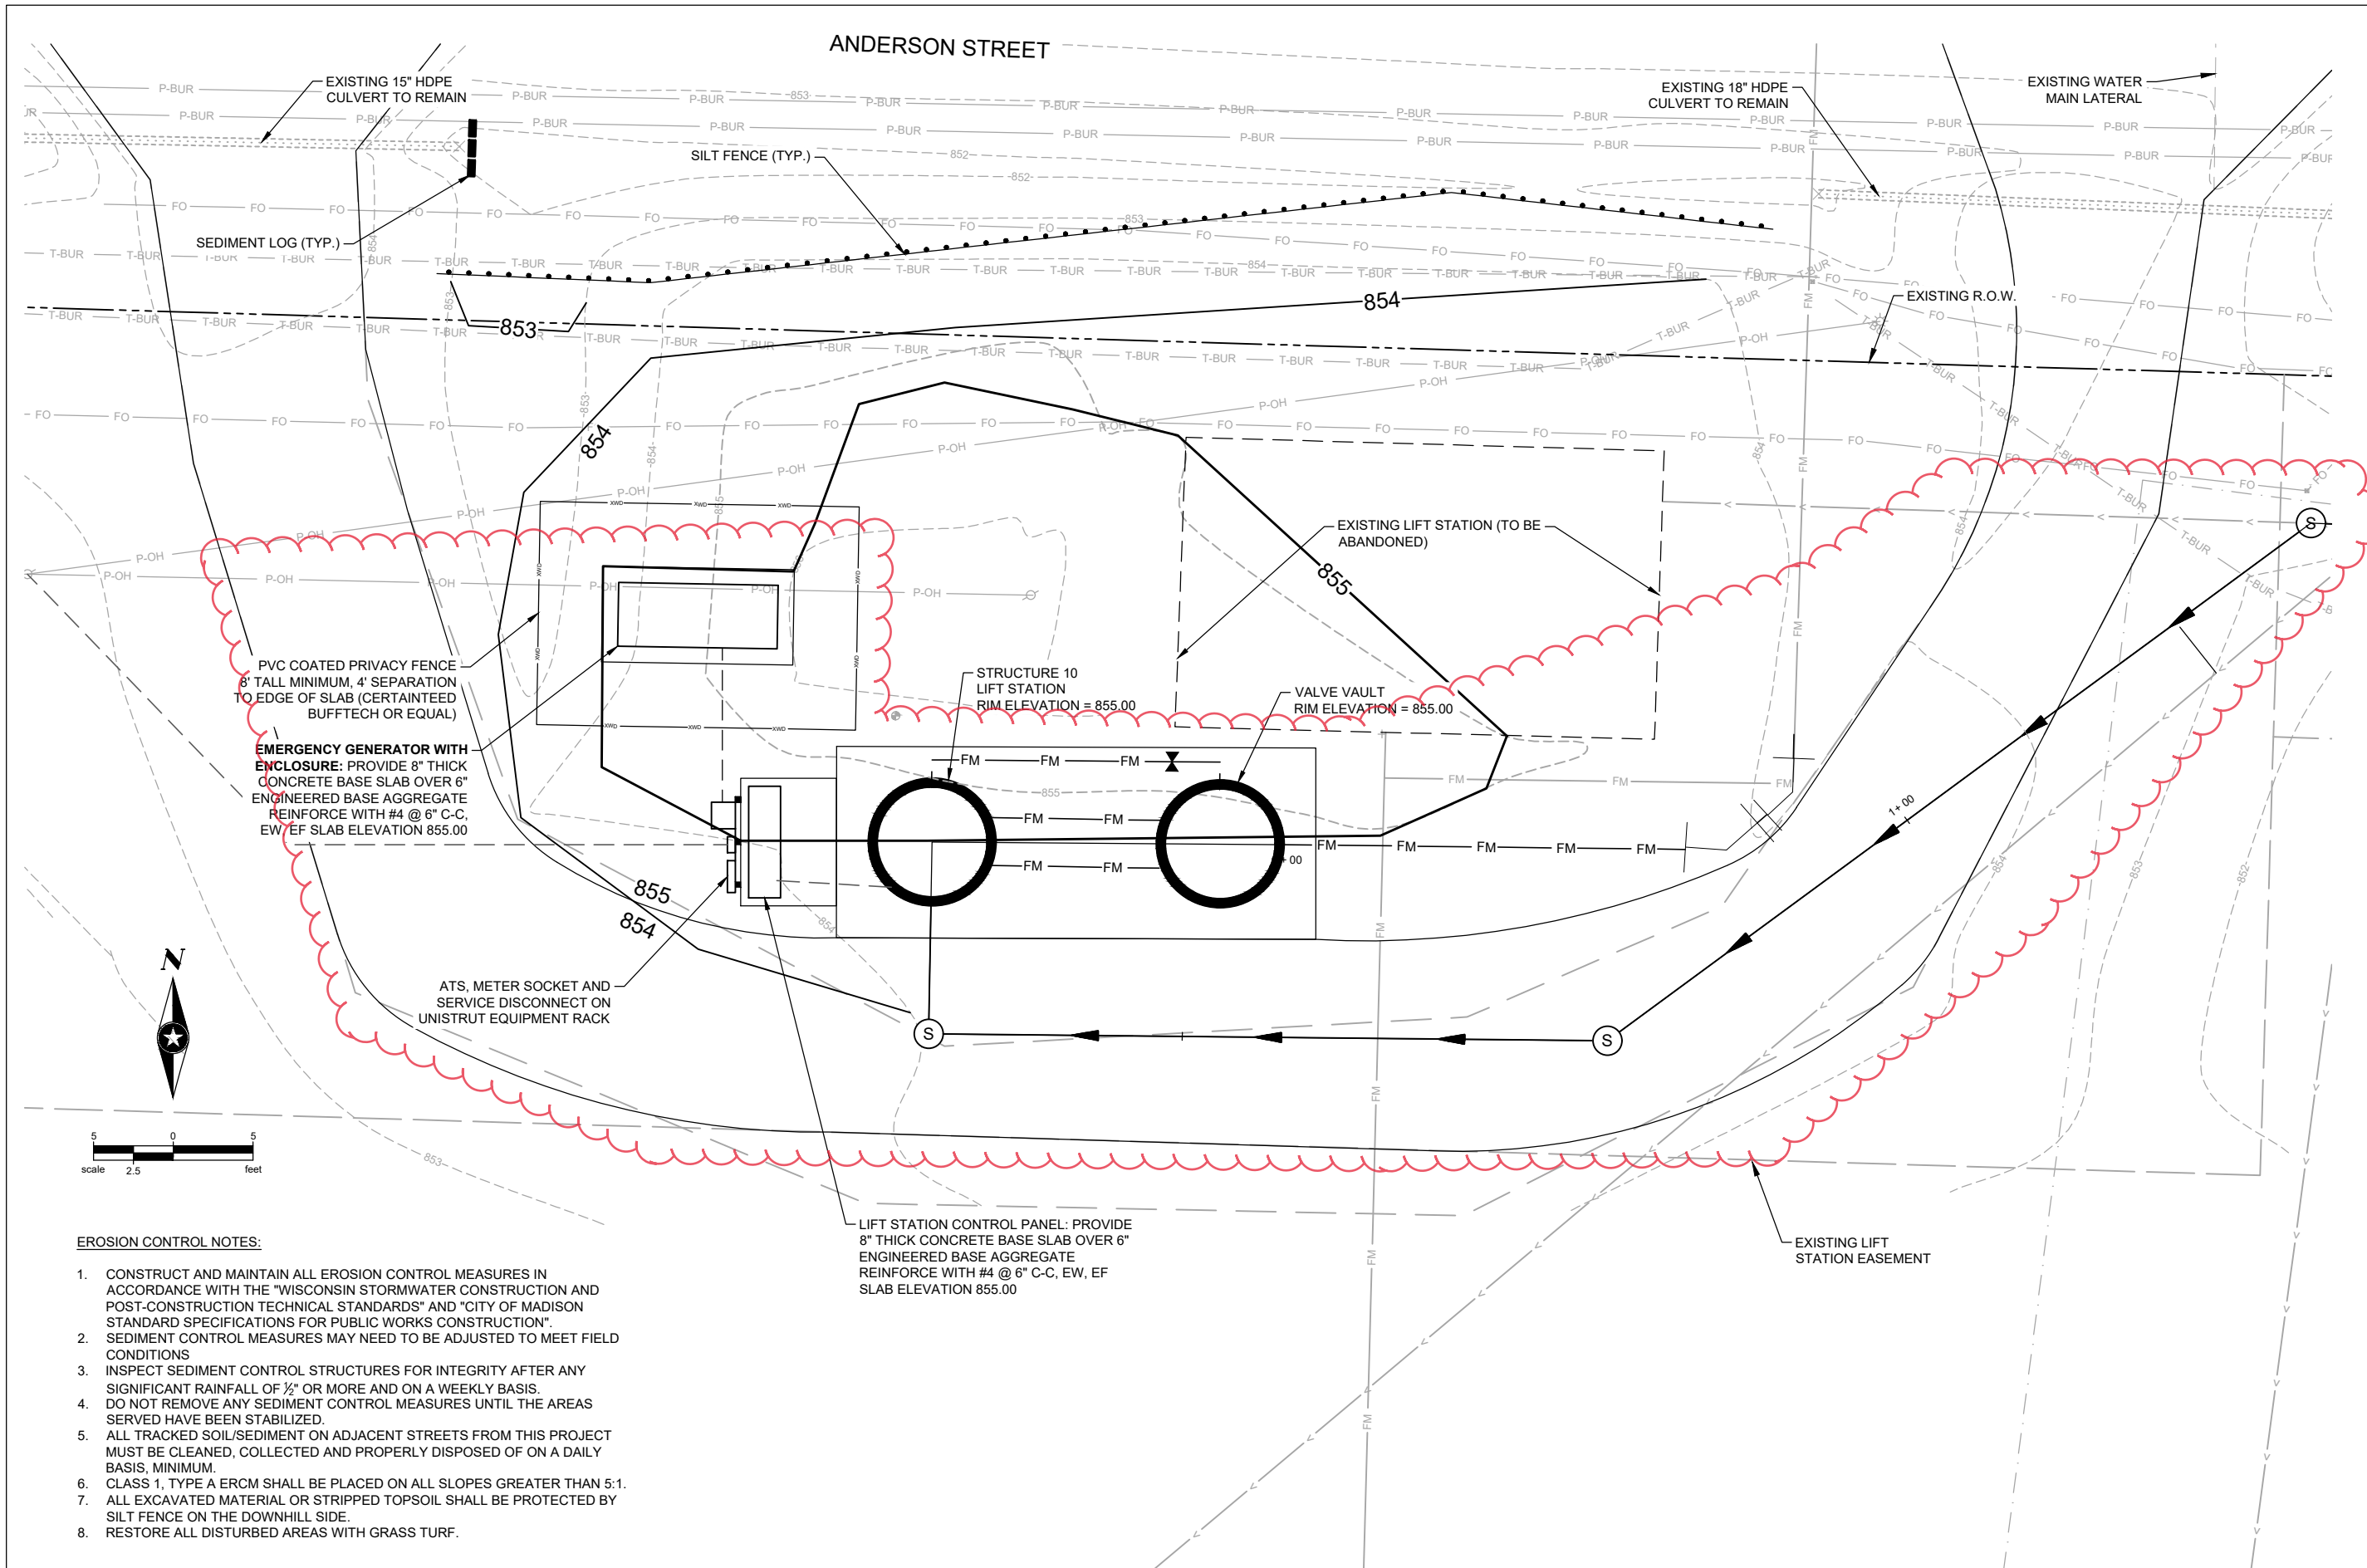 ANDERSON STREET
EXISTING 15" HDPE
CULVERT TO REMAIN
EXISTING 18" HDPE
CULVERT TO REMAIN
EXISTING WATER
MAIN LATERAL
SILT FENCE (TYP.)
SEDIMENT LOG (TYP.)
EXISTING R.O.W.
853
854
854
EXISTING LIFT STATION (TO BE
ABANDONED)
855
PVC COATED PRIVACY FENCE
8' TALL MINIMUM, 4' SEPARATION
TO EDGE OF SLAB (CERTAINTEED
BUFFTECH OR EQUAL)
STRUCTURE 10
LIFT STATION
RIM ELEVATION = 855.00
VALVE VAULT
RIM ELEVATION = 855.00
EMERGENCY GENERATOR WITH
ENCLOSURE: PROVIDE 8" THICK
CONCRETE BASE SLAB OVER 6"
ENGINEERED BASE AGGREGATE
REINFORCE WITH #4 @ 6" C-C,
EW, EF SLAB ELEVATION 855.00
FM FM FM
FM FM
FM FM
FM FM FM FM FM
1+00
855
854
ATS, METER SOCKET AND
SERVICE DISCONNECT ON
UNISTRUT EQUIPMENT RACK
S
S
S
N
5 0 5
scale 2.5 feet
LIFT STATION CONTROL PANEL: PROVIDE
8" THICK CONCRETE BASE SLAB OVER 6"
ENGINEERED BASE AGGREGATE
REINFORCE WITH #4 @ 6" C-C, EW, EF
SLAB ELEVATION 855.00
EXISTING LIFT
STATION EASEMENT
EROSION CONTROL NOTES:
1. CONSTRUCT AND MAINTAIN ALL EROSION CONTROL MEASURES IN
ACCORDANCE WITH THE "WISCONSIN STORMWATER CONSTRUCTION AND
POST-CONSTRUCTION TECHNICAL STANDARDS" AND "CITY OF MADISON
STANDARD SPECIFICATIONS FOR PUBLIC WORKS CONSTRUCTION".
2. SEDIMENT CONTROL MEASURES MAY NEED TO BE ADJUSTED TO MEET FIELD
CONDITIONS
3. INSPECT SEDIMENT CONTROL STRUCTURES FOR INTEGRITY AFTER ANY
SIGNIFICANT RAINFALL OF ½" OR MORE AND ON A WEEKLY BASIS.
4. DO NOT REMOVE ANY SEDIMENT CONTROL MEASURES UNTIL THE AREAS
SERVED HAVE BEEN STABILIZED.
5. ALL TRACKED SOIL/SEDIMENT ON ADJACENT STREETS FROM THIS PROJECT
MUST BE CLEANED, COLLECTED AND PROPERLY DISPOSED OF ON A DAILY
BASIS, MINIMUM.
6. CLASS 1, TYPE A ERCM SHALL BE PLACED ON ALL SLOPES GREATER THAN 5:1.
7. ALL EXCAVATED MATERIAL OR STRIPPED TOPSOIL SHALL BE PROTECTED BY
SILT FENCE ON THE DOWNHILL SIDE.
8. RESTORE ALL DISTURBED AREAS WITH GRASS TURF.